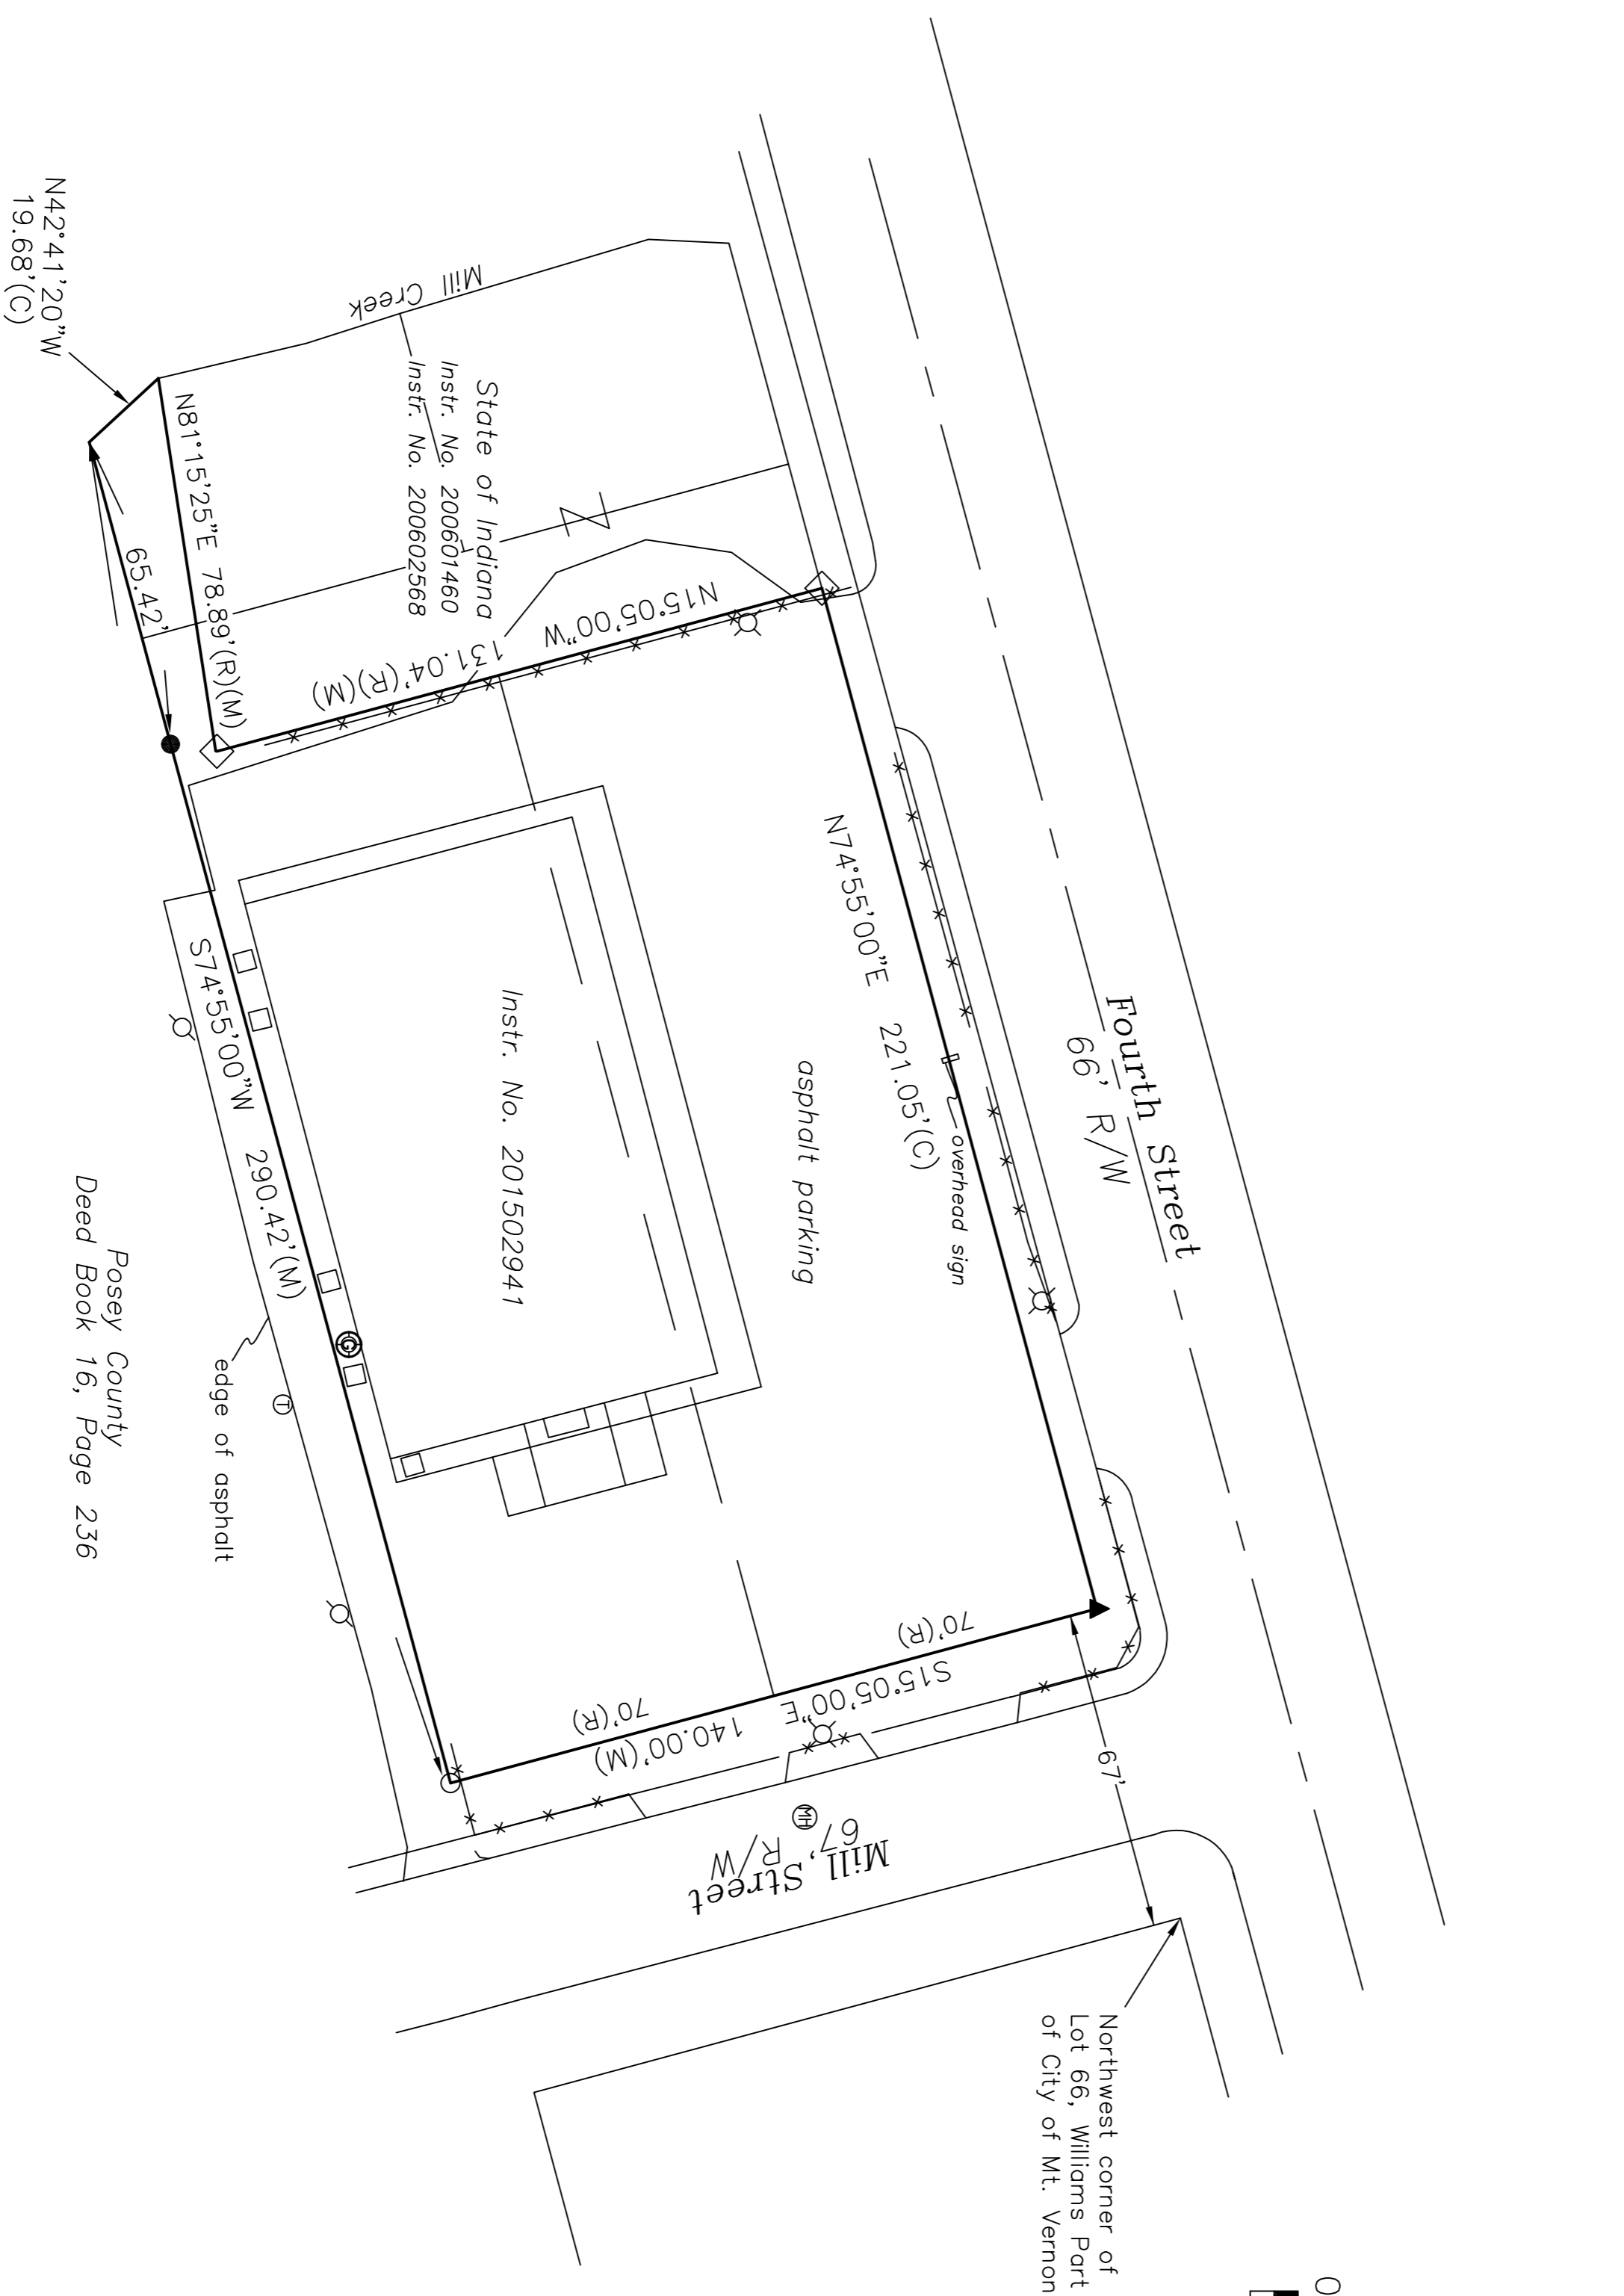 Fourth Street
66' R/W
N74°55'00"E 221.05'(C)
overhead sign
asphalt parking
Mill Creek
State of Indiana
Instr. No. 200601460
Instr. No. 200602568
N15°05'00"W 131.04'(R)(M)
N81°15'25"E 78.89'(R)(M)
N42°41'20"W
19.68'(C)
65.42'
Instr. No. 201502941
S74°55'00"W 290.42'(M)
G
T
edge of asphalt
Posey County
Deed Book 16, Page 236
70'(R)
70'(R)
S15°05'00"E 140.00'(M)
MH
Mill Street
67' R/W
67'
Northwest corner of
Lot 66, Williams Part
of City of Mt. Vernon
0